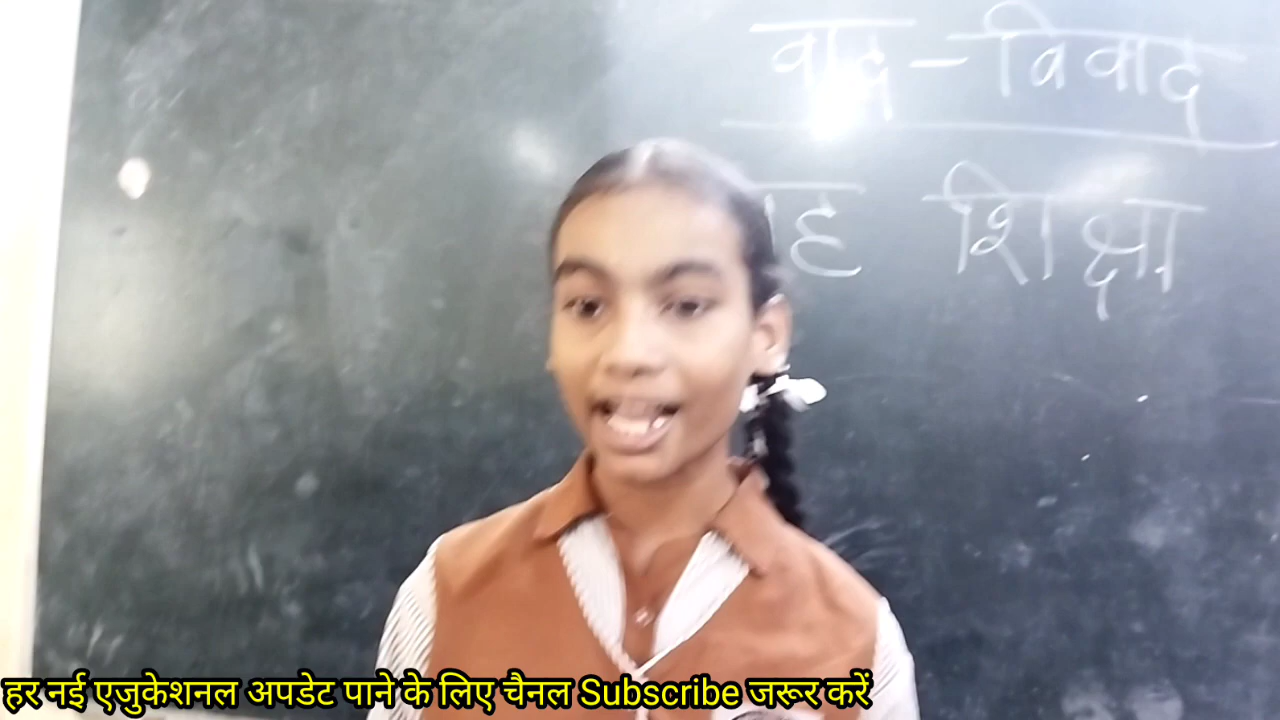 वाद-विवाद
शिक्षा
हर नई एजुकेशनल अपडेट पाने के लिए चैनल Subscribe जरूर करें